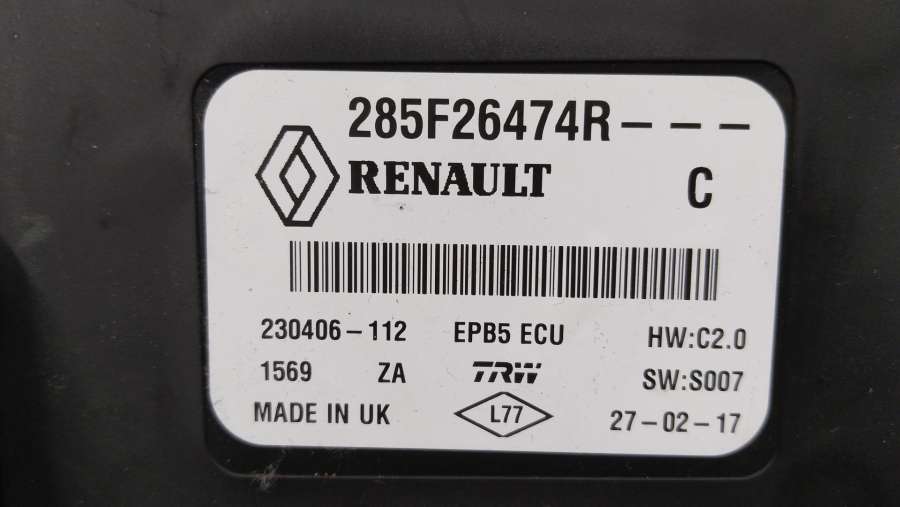 285F26474R– – –
RENAULT C
230406–112 EPB5 ECU HW:C2.0
1569 ZA TRW SW:S007
MADE IN UK L77 27–02–17